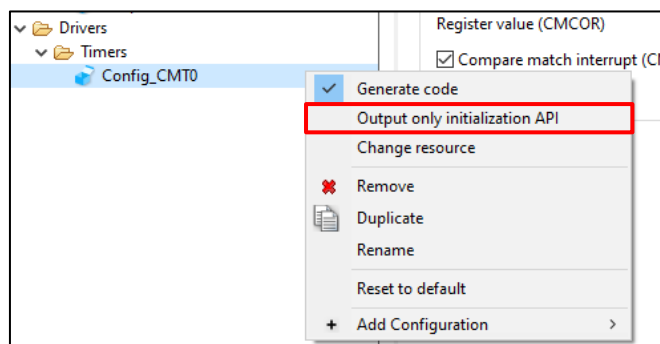 Drivers
Timers
Config_CMT0
Register value (CMCOR)
Compare match interrupt (
Generate code
Output only initialization API
Change resource
Remove
Duplicate
Rename
Reset to default
Add Configuration